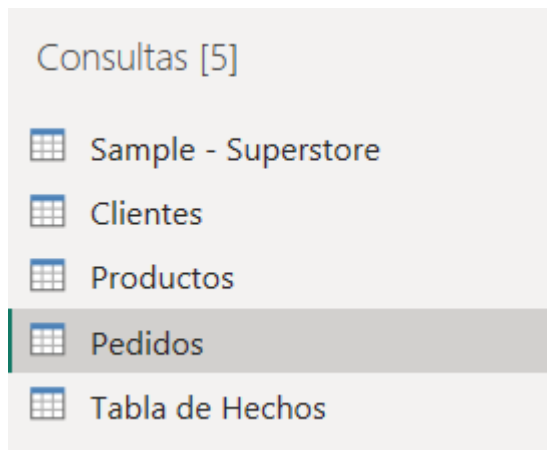 Consultas [5]
Sample - Superstore
Clientes
Productos
Pedidos
Tabla de Hechos